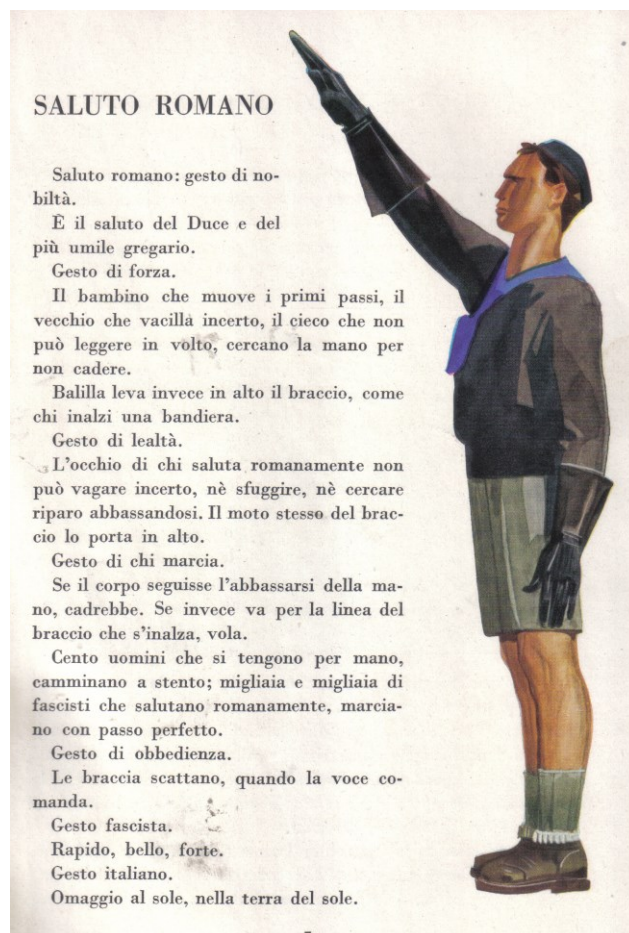 SALUTO ROMANO
Saluto romano: gesto di no-
biltà.
È il saluto del Duce e del
più umile gregario.
Gesto di forza.
Il bambino che muove i primi passi, il
vecchio che vacilla incerto, il cieco che non
può leggere in volto, cercano la mano per
non cadere.
Balilla leva invece in alto il braccio, come
chi inalzi una bandiera.
Gesto di lealtà.
L'occhio di chi saluta romanamente non
può vagare incerto, nè sfuggire, nè cercare
riparo abbassandosi. Il moto stesso del brac-
cio lo porta in alto.
Gesto di chi marcia.
Se il corpo seguisse l'abbassarsi della ma-
no, cadrebbe. Se invece va per la linea del
braccio che s'inalza, vola.
Cento uomini che si tengono per mano,
camminano a stento; migliaia e migliaia di
fascisti che salutano romanamente, marcia-
no con passo perfetto.
Gesto di obbedienza.
Le braccia scattano, quando la voce co-
manda.
Gesto fascista.
Rapido, bello, forte.
Gesto italiano.
Omaggio al sole, nella terra del sole.